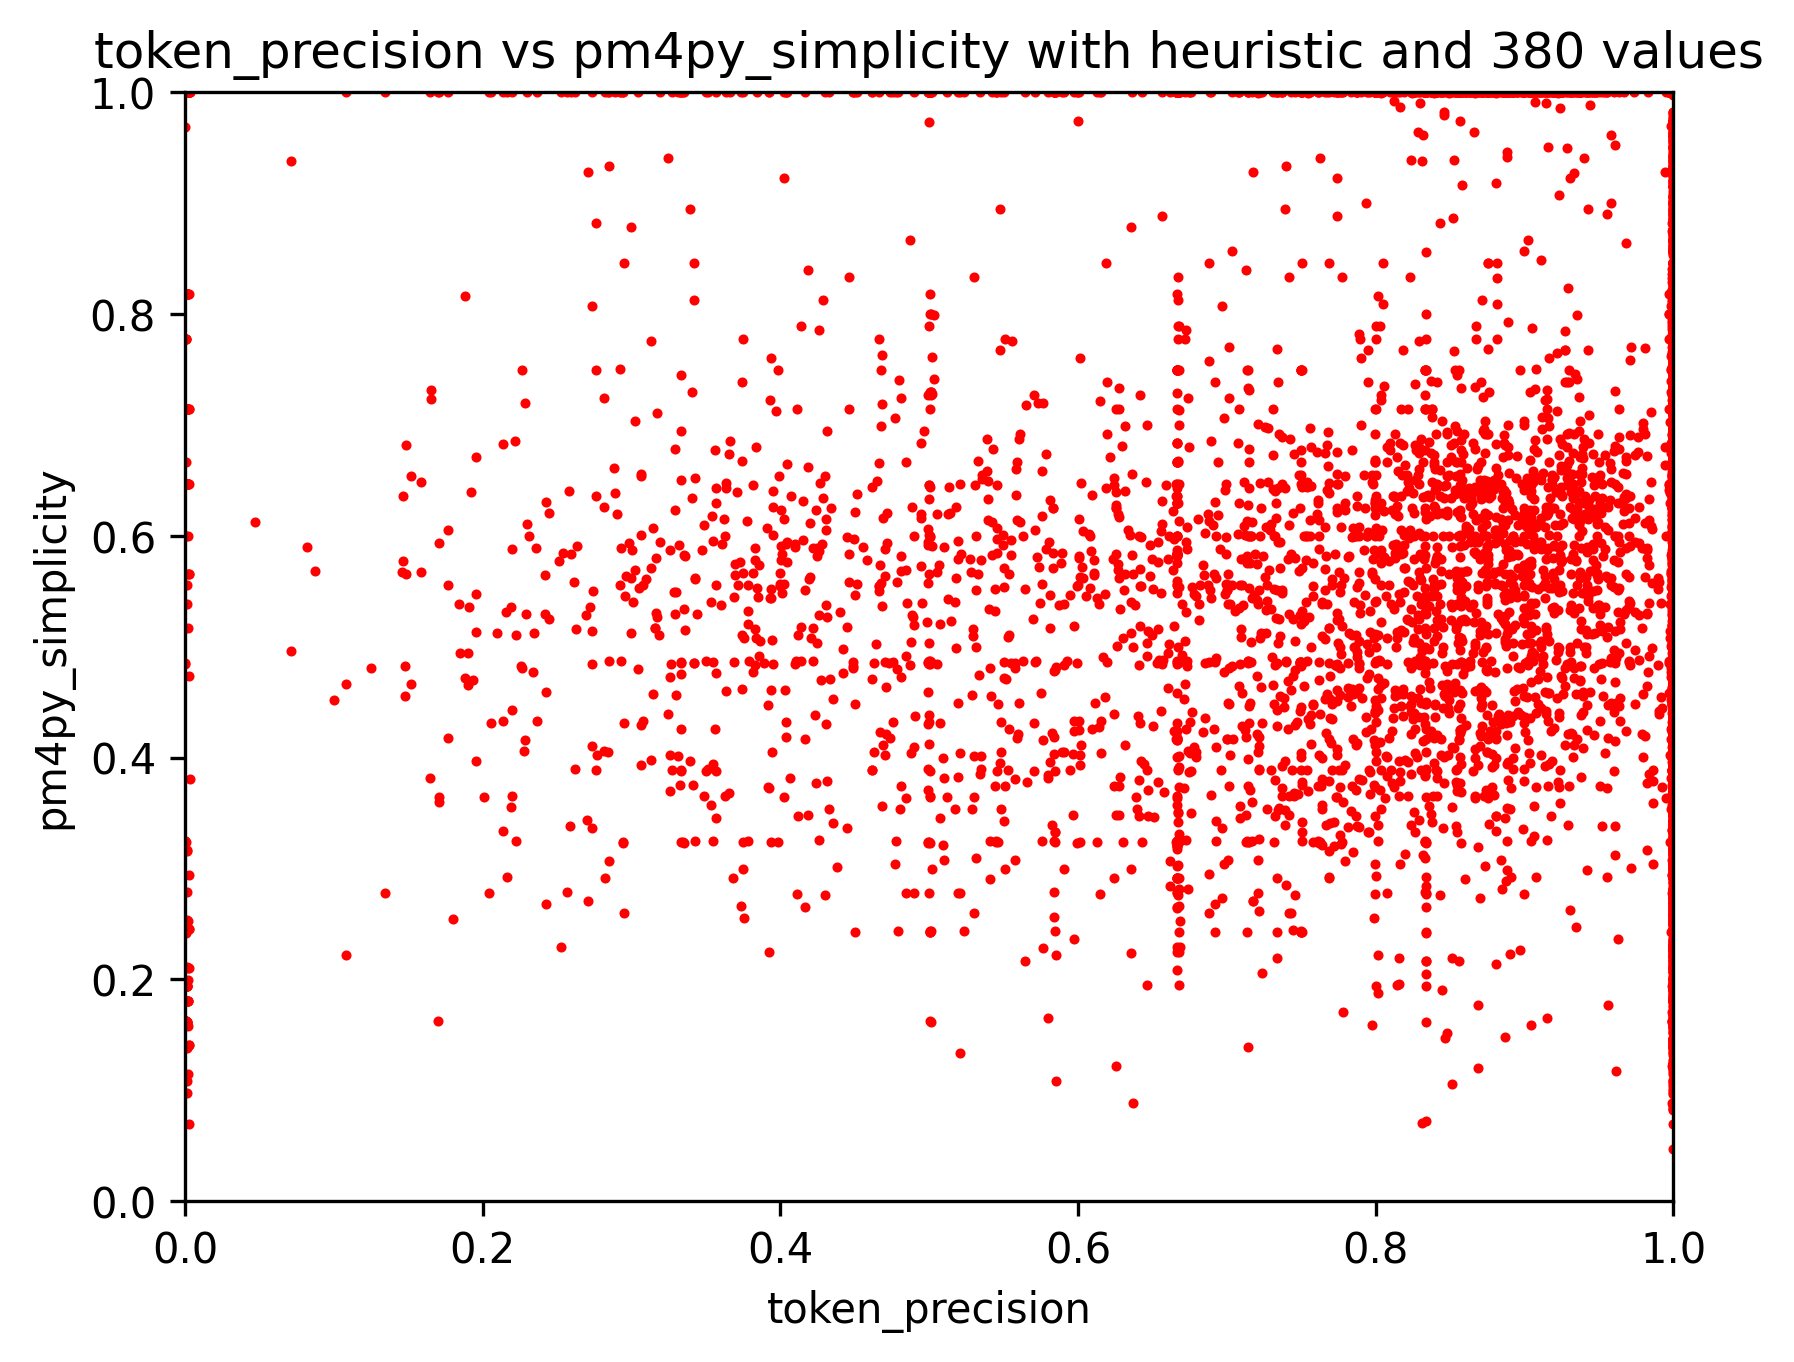 token_precision vs pm4py_simplicity with heuristic and 380 values
1.0
0.8
0.6
0.4
0.2
0.0
pm4py_simplicity
0.0 0.2 0.4 0.6 0.8 1.0
token_precision